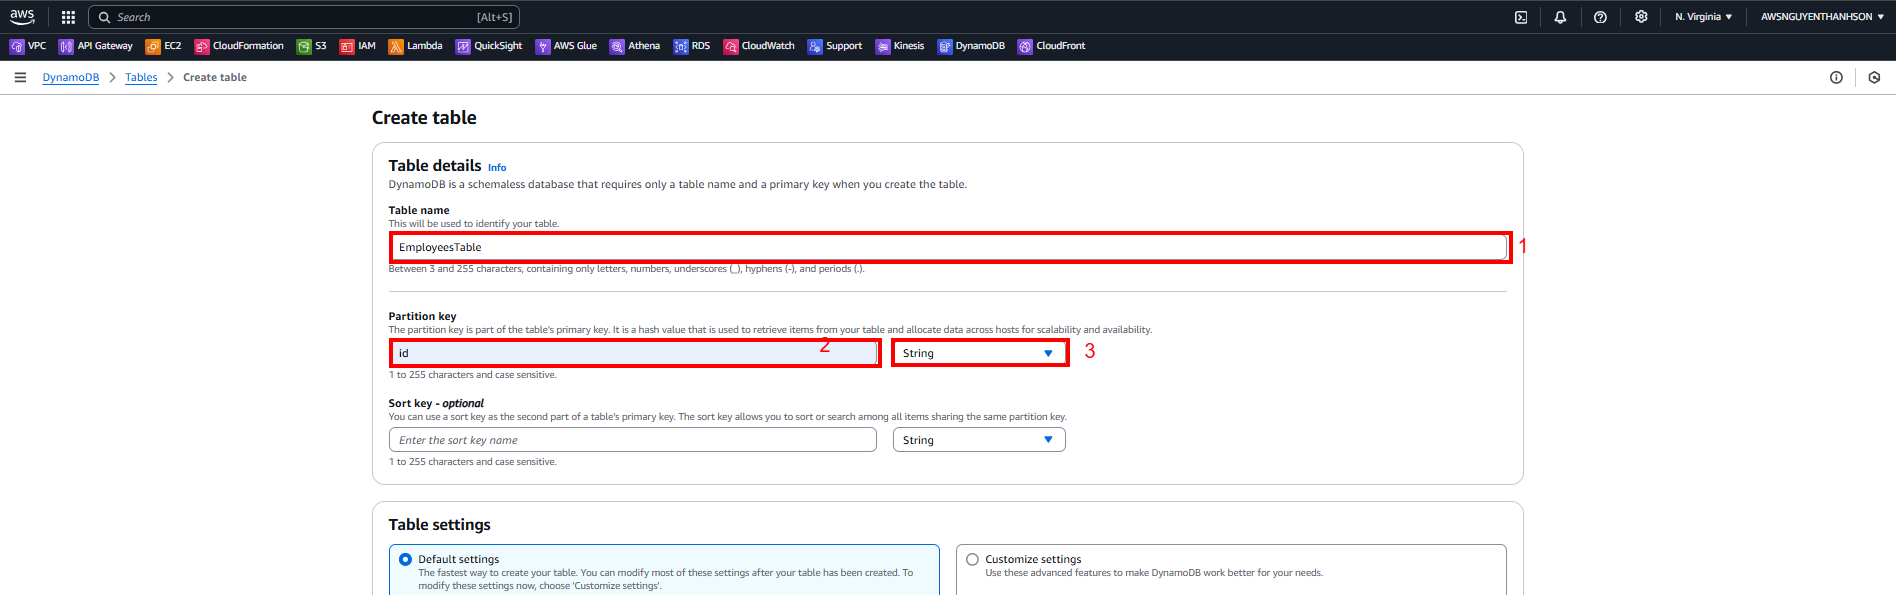 aws Search [Alt+S] N. Virginia AWSNGUYENTHANHSON
VPC API Gateway EC2 CloudFormation S3 IAM Lambda QuickSight AWS Glue Athena RDS CloudWatch Support Kinesis DynamoDB CloudFront
DynamoDB Tables Create table
Create table
Table details Info
DynamoDB is a schemaless database that requires only a table name and a primary key when you create the table.
Table name
This will be used to identify your table.
EmployeesTable 1
Between 3 and 255 characters, containing only letters, numbers, underscores (_), hyphens (-), and periods (.).
Partition key
The partition key is part of the table's primary key. It is a hash value that is used to retrieve items from your table and allocate data across hosts for scalability and availability.
id 2 String 3
1 to 255 characters and case sensitive.
Sort key - optional
You can use a sort key as the second part of a table's primary key. The sort key allows you to sort or search among all items sharing the same partition key.
Enter the sort key name String
1 to 255 characters and case sensitive.
Table settings
Default settings
The fastest way to create your table. You can modify most of these settings after your table has been created. To
modify these settings now, choose 'Customize settings'.
Customize settings
Use these advanced features to make DynamoDB work better for your needs.